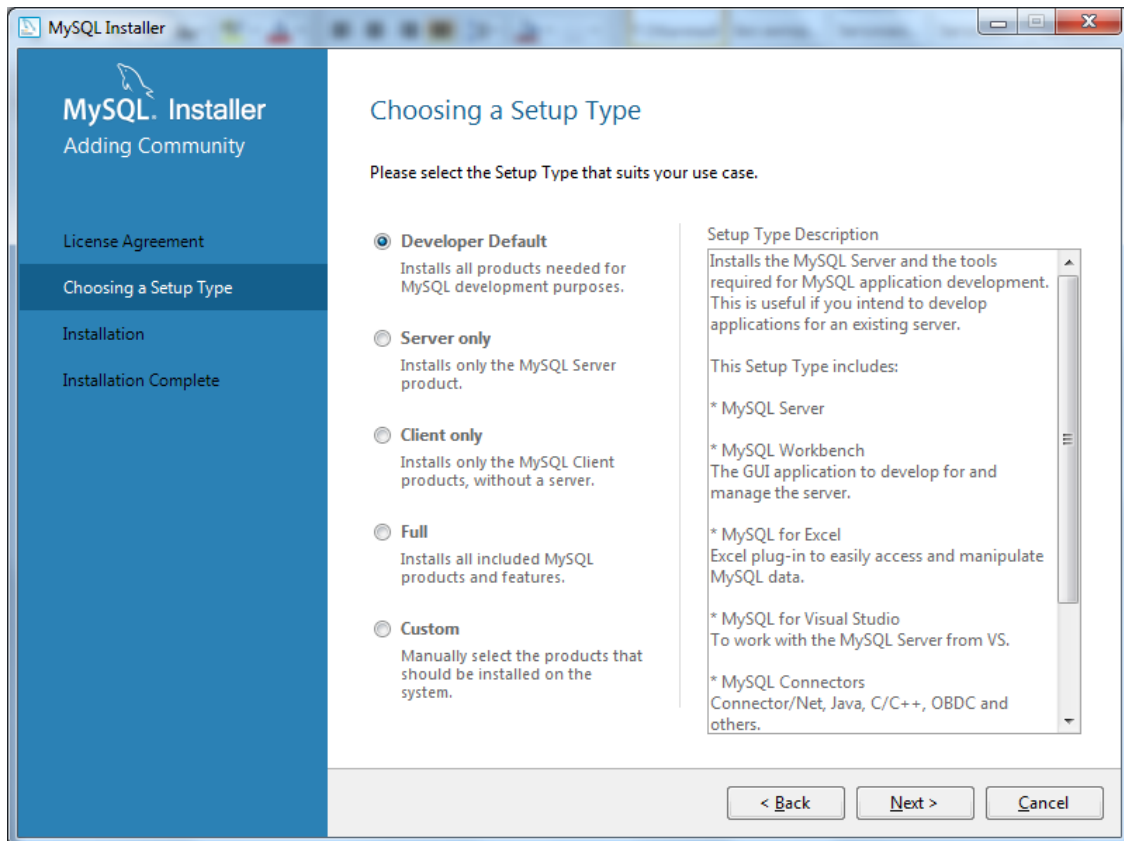 MySQL Installer
MySQL. Installer
Adding Community
License Agreement
Choosing a Setup Type
Installation
Installation Complete
Choosing a Setup Type
Please select the Setup Type that suits your use case.
Developer Default
Installs all products needed for
MySQL development purposes.
Server only
Installs only the MySQL Server
product.
Client only
Installs only the MySQL Client
products, without a server.
Full
Installs all included MySQL
products and features.
Custom
Manually select the products that
should be installed on the
system.
Setup Type Description
Installs the MySQL Server and the tools
required for MySQL application development.
This is useful if you intend to develop
applications for an existing server.
This Setup Type includes:
* MySQL Server
* MySQL Workbench
The GUI application to develop for and
manage the server.
* MySQL for Excel
Excel plug-in to easily access and manipulate
MySQL data.
* MySQL for Visual Studio
To work with the MySQL Server from VS.
* MySQL Connectors
Connector/Net, Java, C/C++, OBDC and
others.
< Back
Next >
Cancel